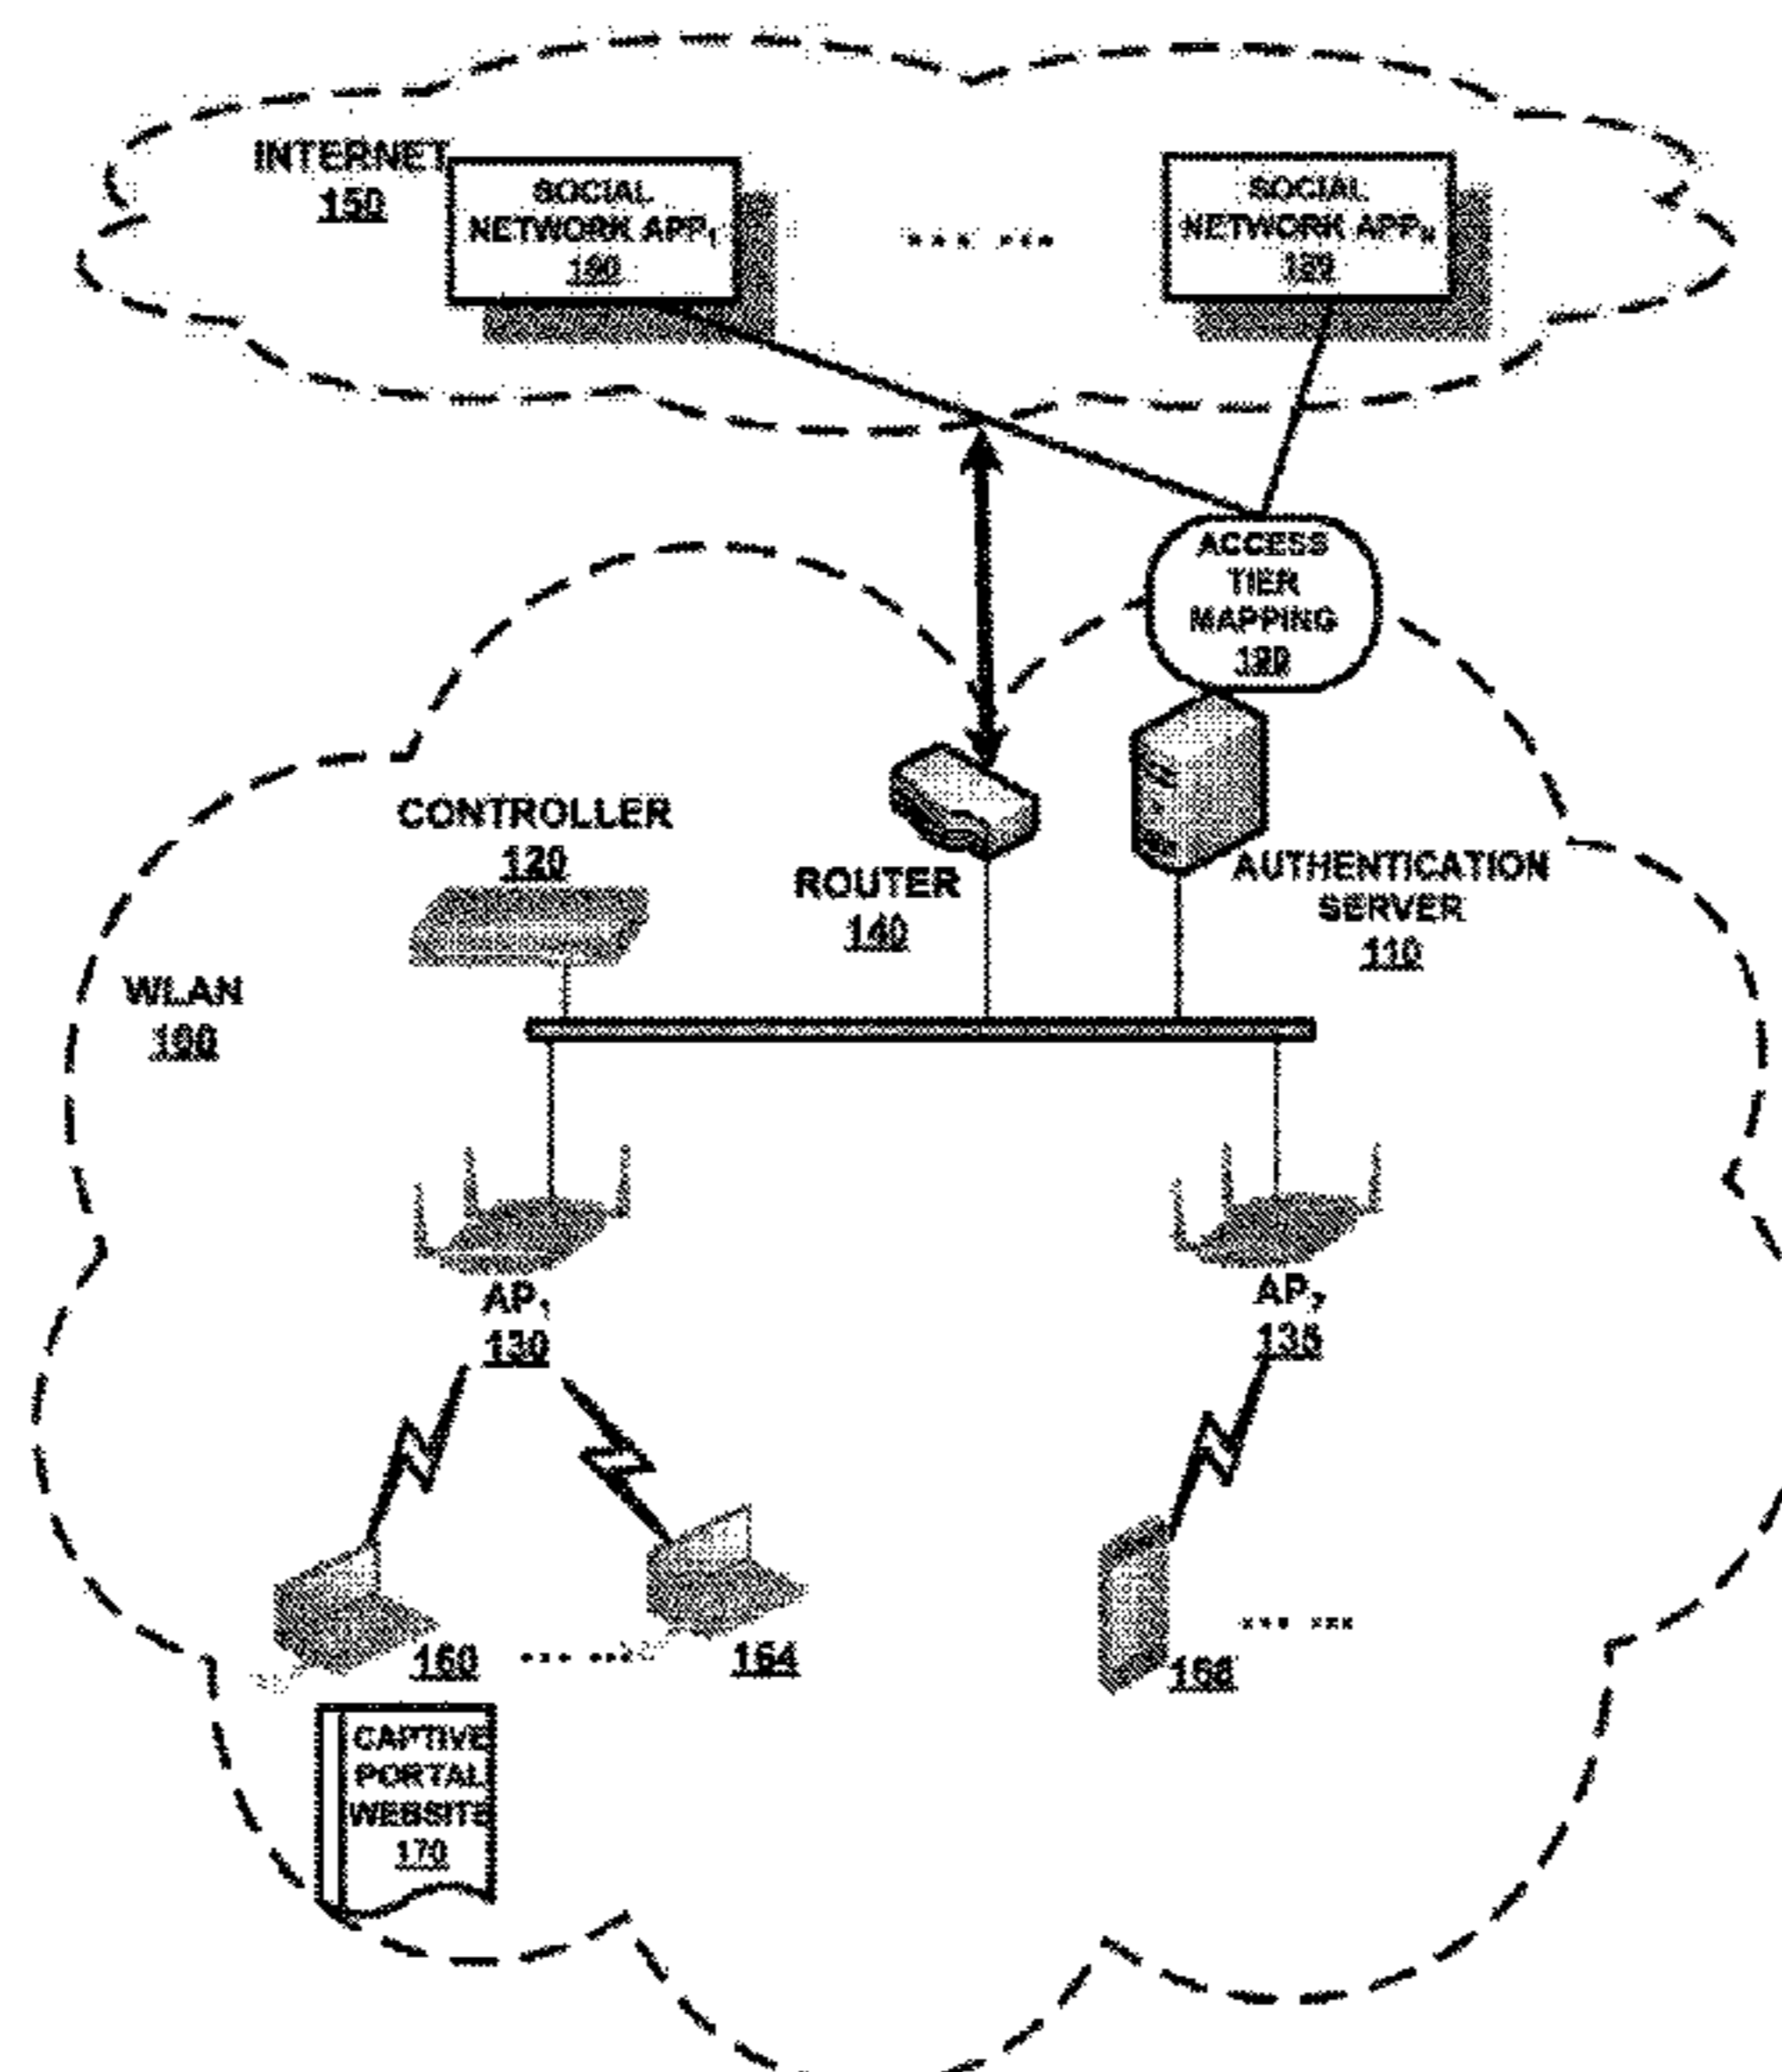 INTERNET
150
SOCIAL
NETWORK APP₁
... ...
SOCIAL
NETWORK APP
ACCESS
TIER
MAPPING
CONTROLLER
120
ROUTER
140
AUTHENTICATION
SERVER
110
WLAN
100
AP₁
130
AP₂
135
160
... ...
164
... ...
CAPTIVE
PORTAL
WEBSITE
170